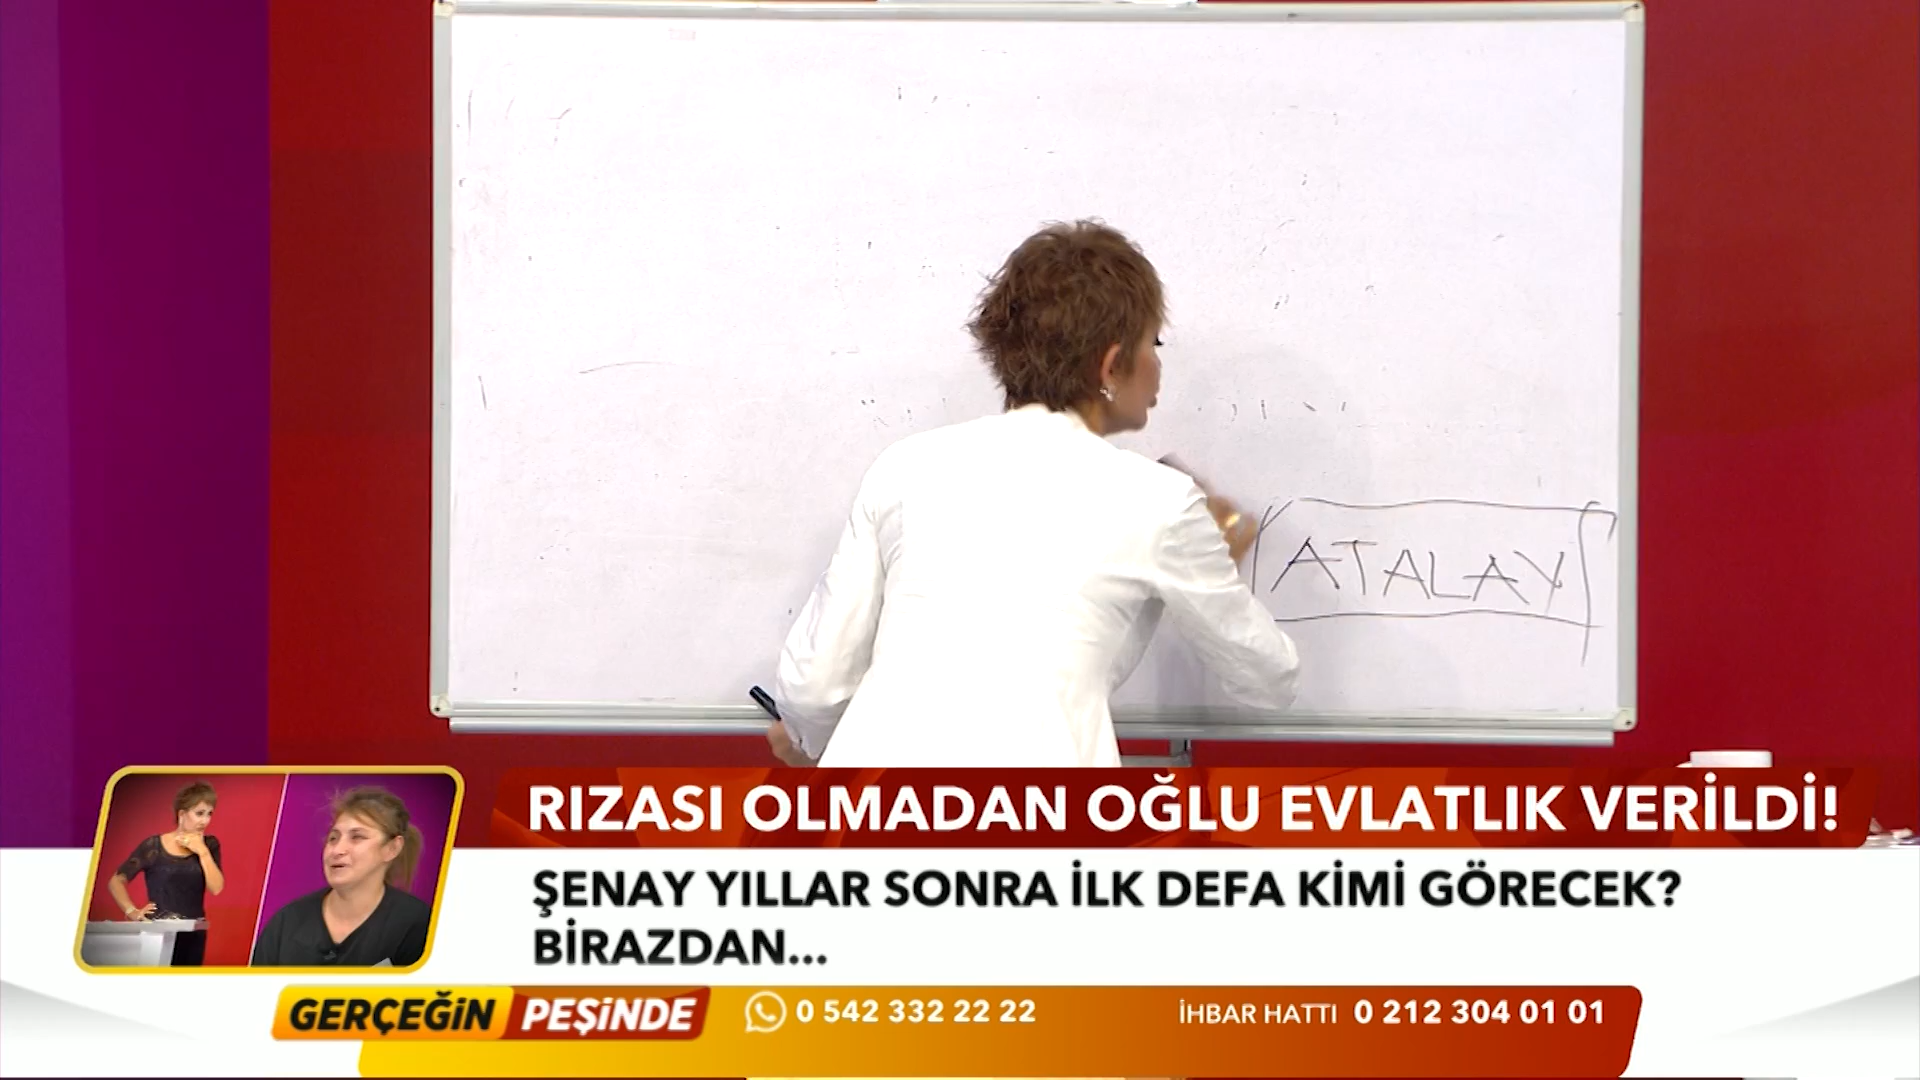 ATALAY
RIZASI OLMADAN OĞLU EVLATLIK VERİLDİ!
ŞENAY YILLAR SONRA İLK DEFA KİMİ GÖRECEK?
BİRAZDAN...
GERÇEĞİN PEŞİNDE 0 542 332 22 22 İHBAR HATTI 0 212 304 01 01